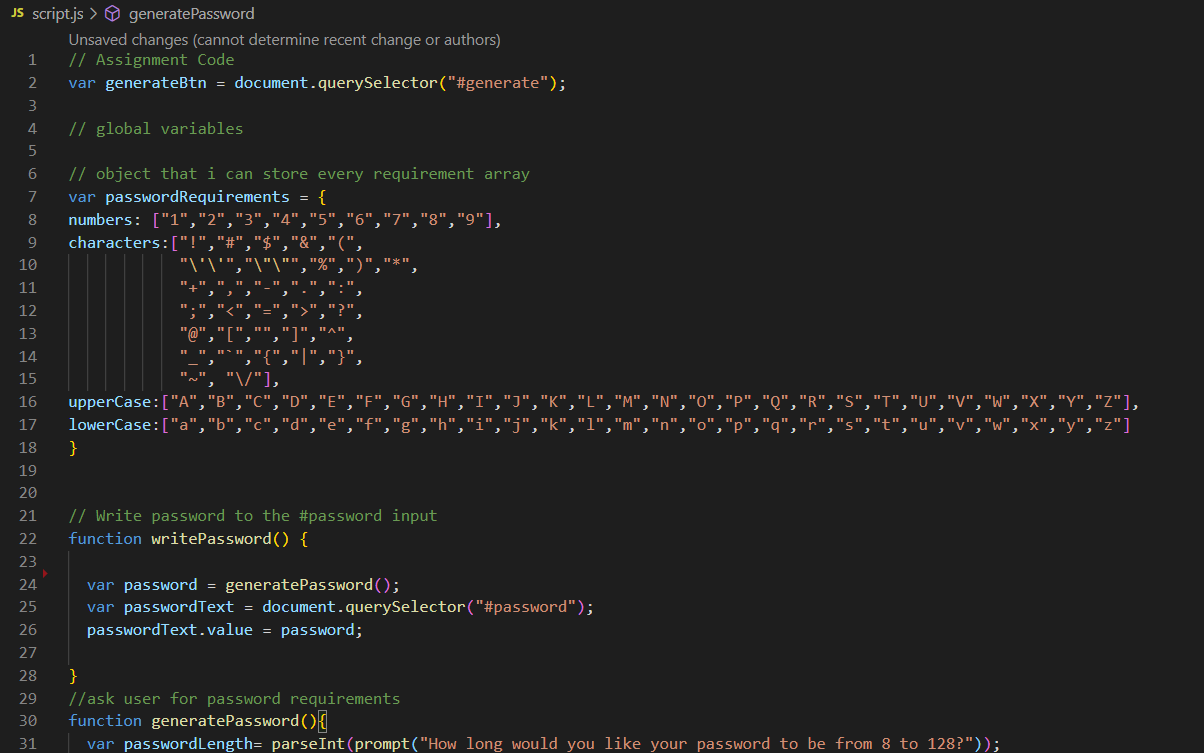 JS script.js > generatePassword
Unsaved changes (cannot determine recent change or authors)
1 // Assignment Code
2 var generateBtn = document.querySelector("#generate");
3
4 // global variables
5
6 // object that i can store every requirement array
7 var passwordRequirements = {
8 numbers: ["1","2","3","4","5","6","7","8","9"],
9 characters:["!","#","$","&","(",
10 "\'\'","\"\"","%",")","*",
11 "+",",","-",".",":",
12 ";","<","=",">","?",
13 "@","[","","]","^",
14 "_","`","{","|","}",
15 "~", "\/"],
16 upperCase:["A","B","C","D","E","F","G","H","I","J","K","L","M","N","O","P","Q","R","S","T","U","V","W","X","Y","Z"],
17 lowerCase:["a","b","c","d","e","f","g","h","i","j","k","l","m","n","o","p","q","r","s","t","u","v","w","x","y","z"]
18 }
19
20
21 // Write password to the #password input
22 function writePassword() {
23
24 var password = generatePassword();
25 var passwordText = document.querySelector("#password");
26 passwordText.value = password;
27
28 }
29 //ask user for password requirements
30 function generatePassword(){
31 var passwordLength= parseInt(prompt("How long would you like your password to be from 8 to 128?"));